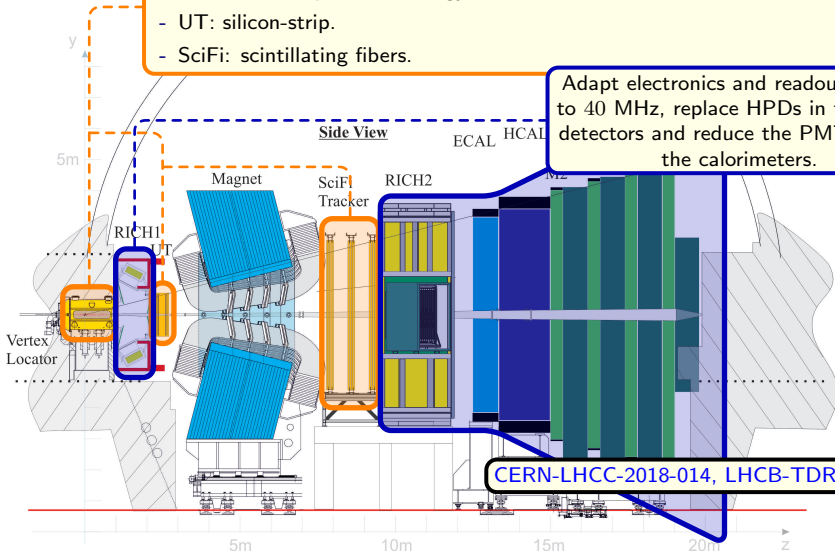 - UT: silicon-strip.
- SciFi: scintillating fibers.
y
Adapt electronics and readou
to 40 MHz, replace HPDs in
detectors and reduce the PMT
the calorimeters.
Side View
ECAL HCAL
5m
Magnet
SciFi
Tracker
RICH2
M2
RICH1
UT
Vertex
Locator
CERN-LHCC-2018-014, LHCB-TDR
5m
10m
15m
20m
z